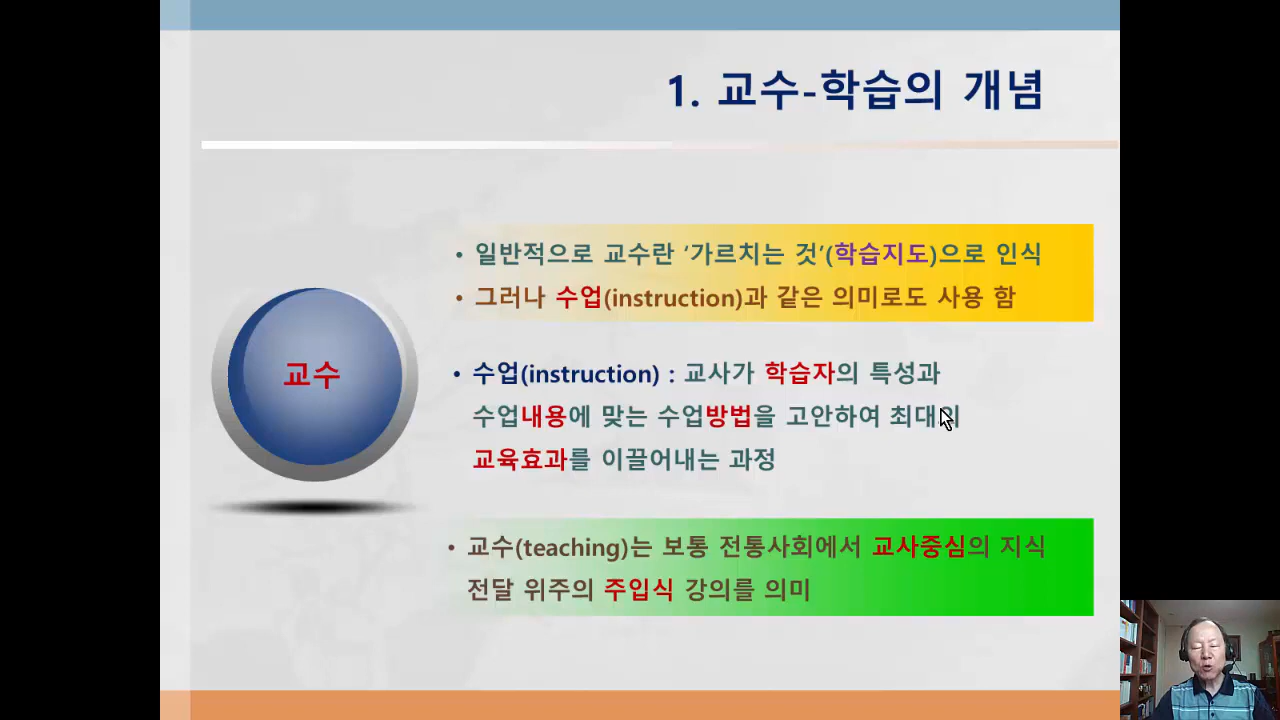 1. 교수-학습의 개념
• 일반적으로 교수란 ‘가르치는 것’(학습지도)으로 인식
• 그러나 수업(instruction)과 같은 의미로도 사용 함
교수
• 수업(instruction) : 교사가 학습자의 특성과
수업내용에 맞는 수업방법을 고안하여 최대의
교육효과를 이끌어내는 과정
• 교수(teaching)는 보통 전통사회에서 교사중심의 지식
전달 위주의 주입식 강의를 의미